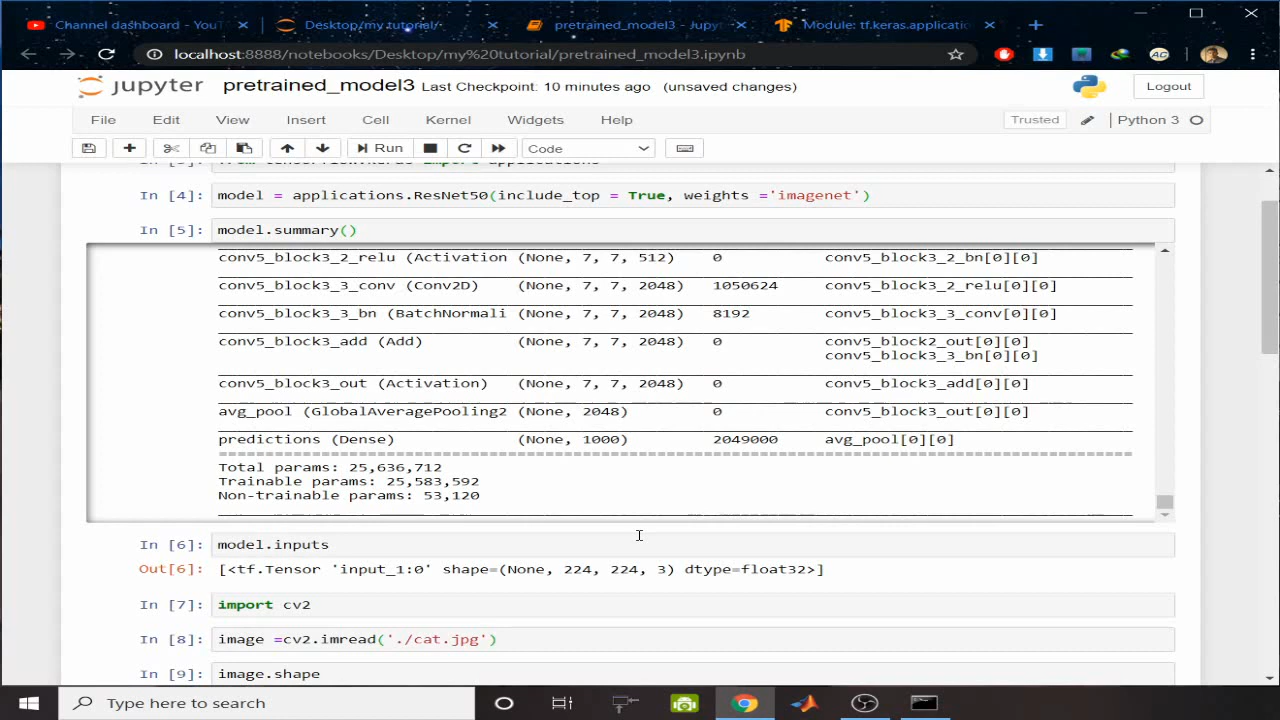 Channel dashboard - YouT
Desktop/my tutorial/
pretrained_model3 - Jupyt
Module: tf.keras.applicatio
localhost:8888/notebooks/Desktop/my%20tutorial/pretrained_model3.ipynb
jupyter pretrained_model3 Last Checkpoint: 10 minutes ago (unsaved changes) Logout
File Edit View Insert Cell Kernel Widgets Help Trusted Python 3
Run Code
In [4]: model = applications.ResNet50(include_top = True, weights ='imagenet')
In [5]: model.summary()
conv5_block3_2_relu (Activation (None, 7, 7, 512) 0 conv5_block3_2_bn[0][0]
conv5_block3_3_conv (Conv2D) (None, 7, 7, 2048) 1050624 conv5_block3_2_relu[0][0]
conv5_block3_3_bn (BatchNormali (None, 7, 7, 2048) 8192 conv5_block3_3_conv[0][0]
conv5_block3_add (Add) (None, 7, 7, 2048) 0 conv5_block2_out[0][0]
conv5_block3_3_bn[0][0]
conv5_block3_out (Activation) (None, 7, 7, 2048) 0 conv5_block3_add[0][0]
avg_pool (GlobalAveragePooling2 (None, 2048) 0 conv5_block3_out[0][0]
predictions (Dense) (None, 1000) 2049000 avg_pool[0][0]
Total params: 25,636,712
Trainable params: 25,583,592
Non-trainable params: 53,120
In [6]: model.inputs
Out[6]: [<tf.Tensor 'input_1:0' shape=(None, 224, 224, 3) dtype=float32>]
In [7]: import cv2
In [8]: image =cv2.imread('./cat.jpg')
In [9]: image.shape
Type here to search